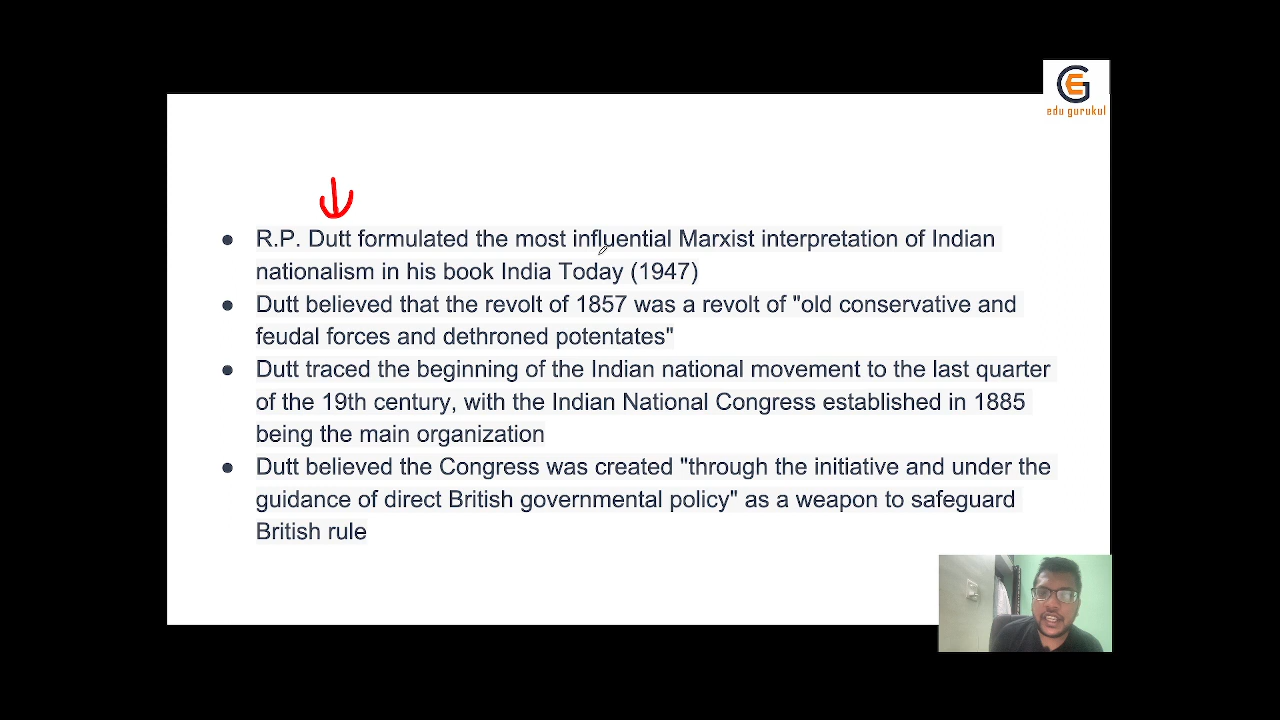 edu gurukul
● R.P. Dutt formulated the most influential Marxist interpretation of Indian
nationalism in his book India Today (1947)
● Dutt believed that the revolt of 1857 was a revolt of "old conservative and
feudal forces and dethroned potentates"
● Dutt traced the beginning of the Indian national movement to the last quarter
of the 19th century, with the Indian National Congress established in 1885
being the main organization
● Dutt believed the Congress was created "through the initiative and under the
guidance of direct British governmental policy" as a weapon to safeguard
British rule